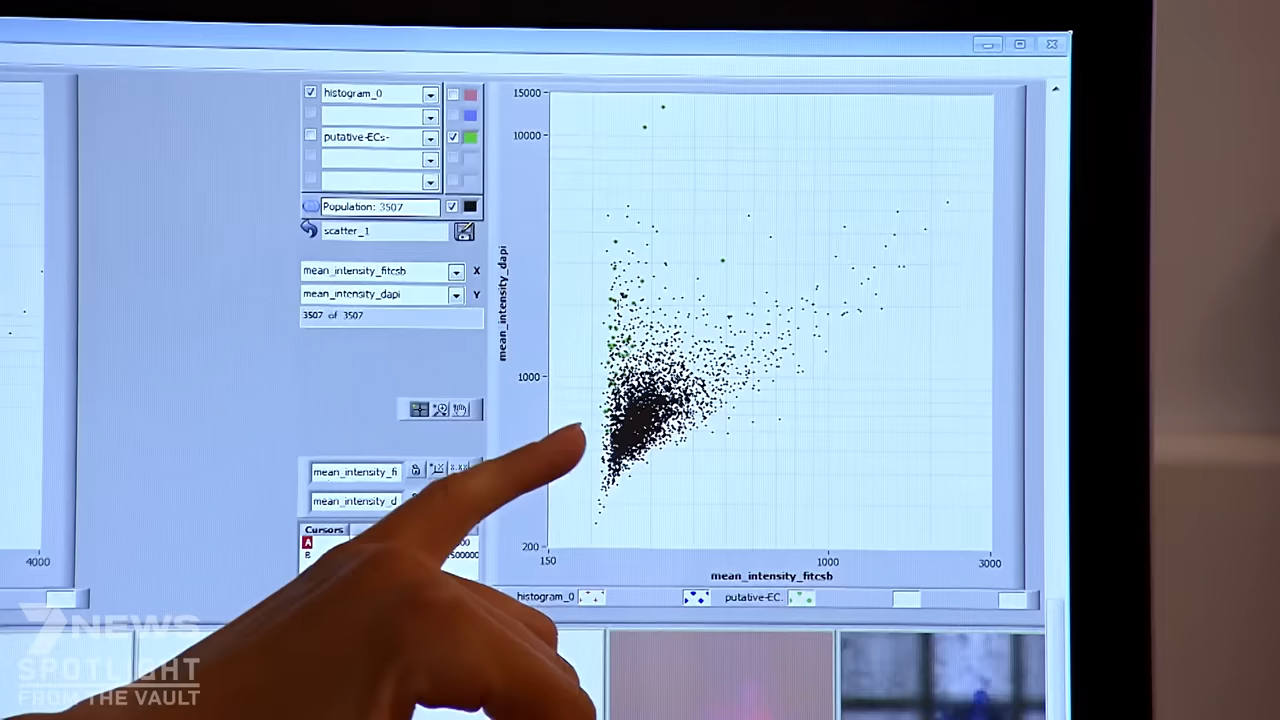 histogram_0
putative-ECs-
Population: 3507
scatter_1
mean_intensity_fitcsb
X
mean_intensity_dapi
Y
3507 of 3507
mean_intensity_fi
mean_intensity_d
Cursors
A
B
500000
15000
10000
1000
200
mean_intensity_dapi
150
1000
3000
mean_intensity_fitcsb
histogram_0
putative-EC.
4000
7NEWS
SPOTLIGHT
FROM THE VAULT